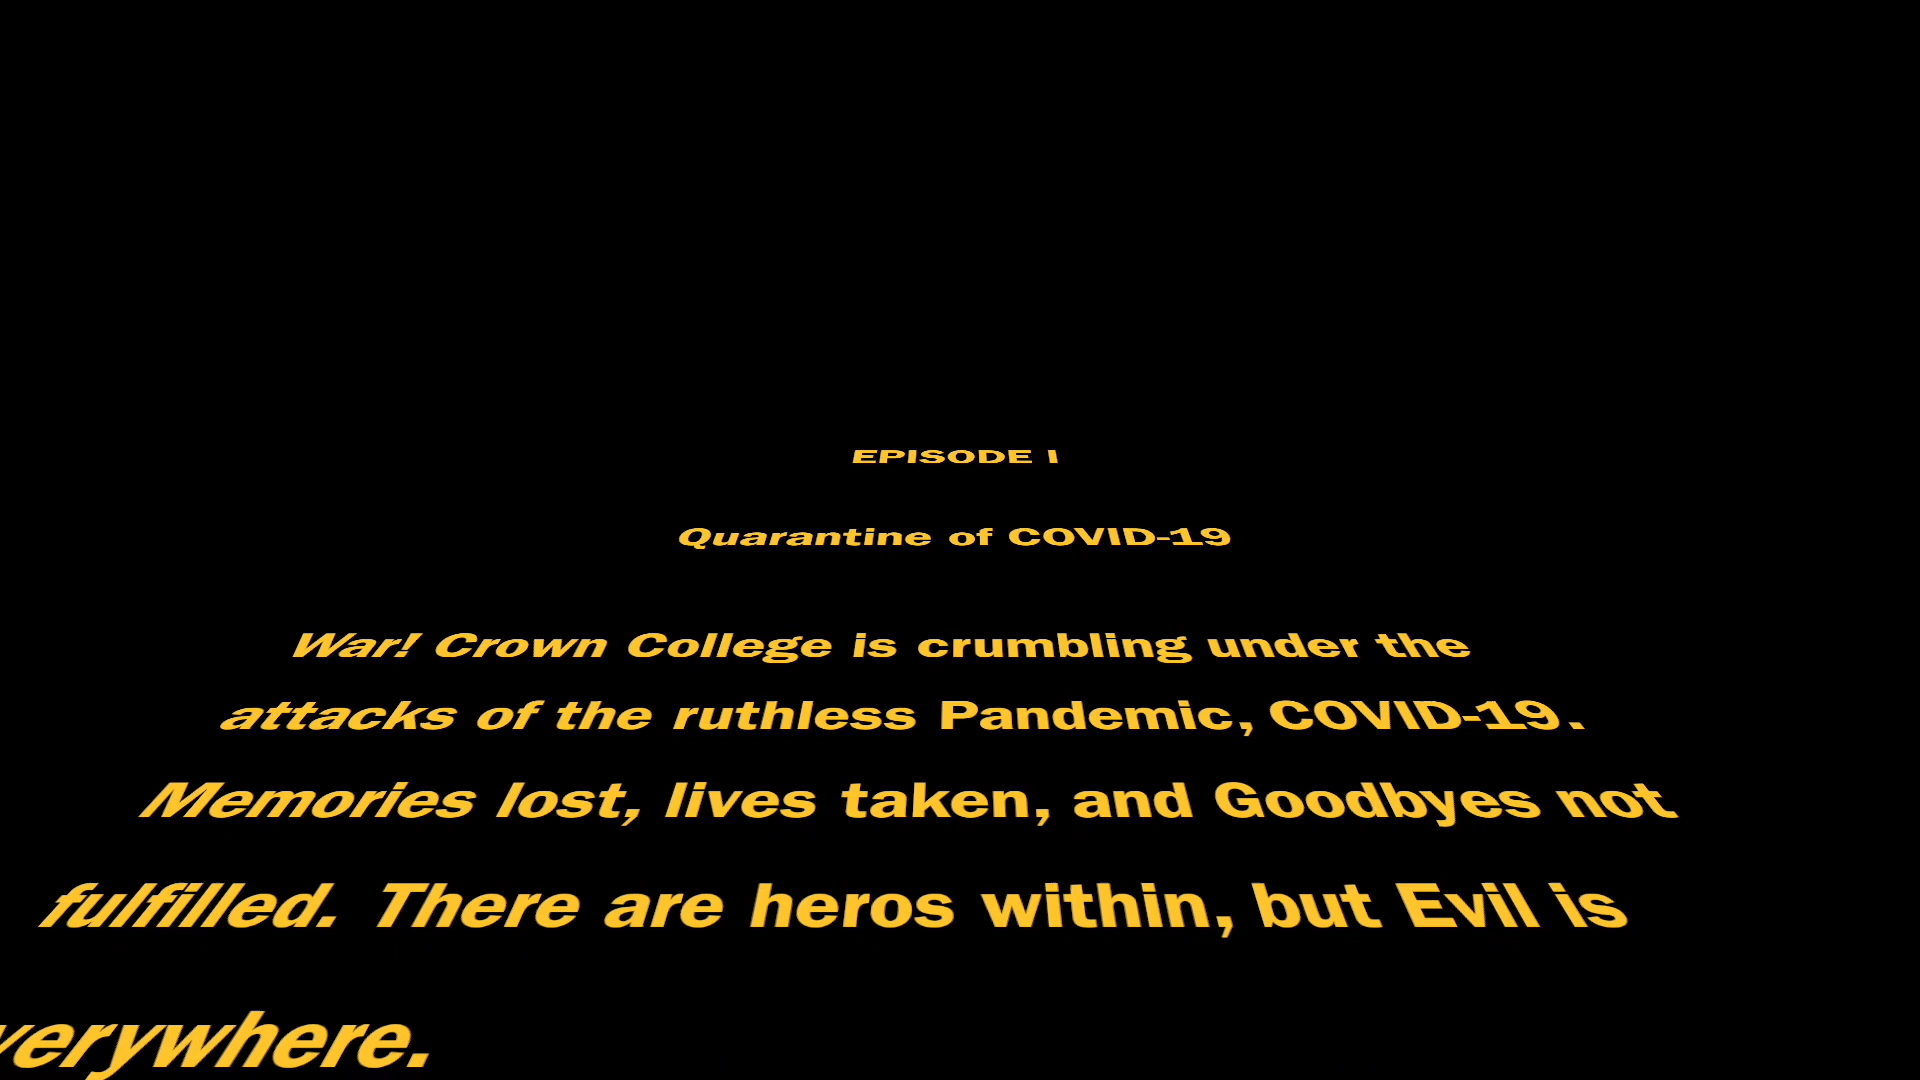 EPISODE I
Quarantine of COVID-19
War! Crown College is crumbling under the
attacks of the ruthless Pandemic, COVID-19.
Memories lost, lives taken, and Goodbyes not
fulfilled. There are heros within, but Evil is
verywhere.